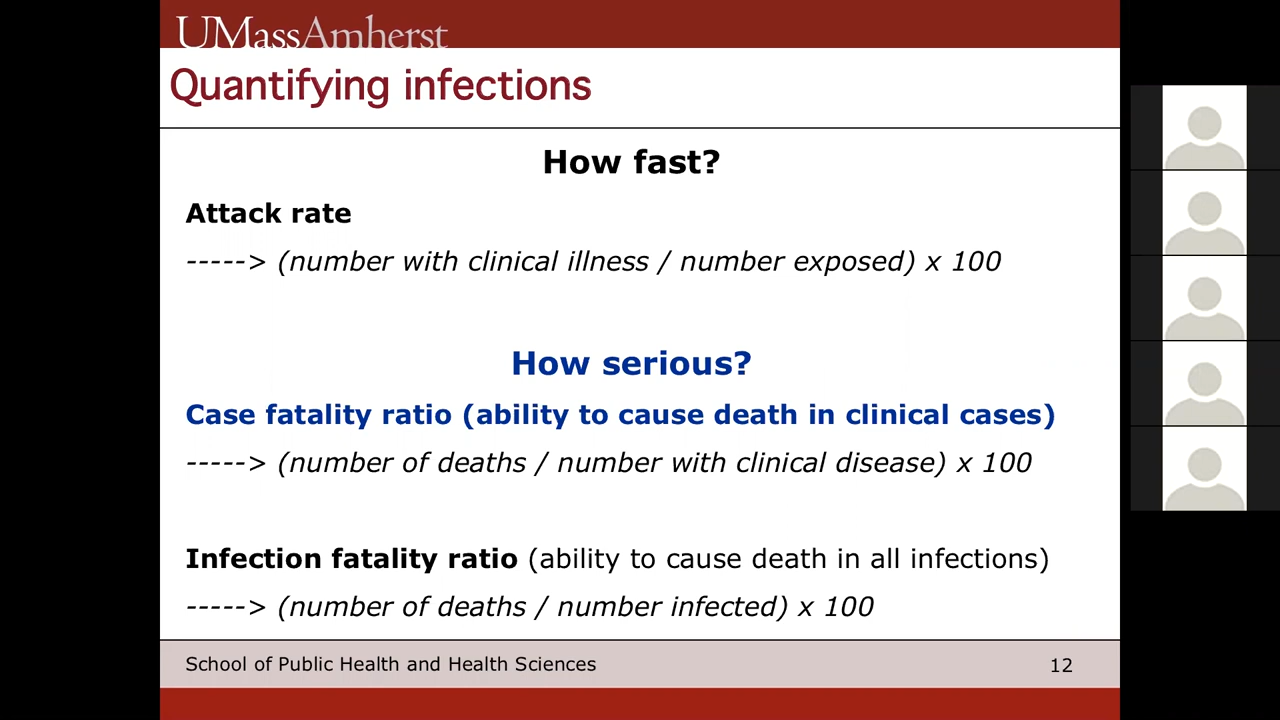 UMassAmherst
Quantifying infections
How fast?
Attack rate
-----> (number with clinical illness / number exposed) x 100
How serious?
Case fatality ratio (ability to cause death in clinical cases)
-----> (number of deaths / number with clinical disease) x 100
Infection fatality ratio (ability to cause death in all infections)
-----> (number of deaths / number infected) x 100
School of Public Health and Health Sciences
12